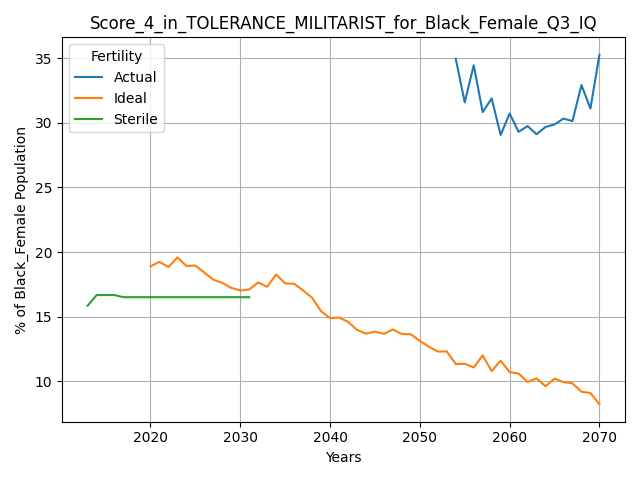 Score_4_in_TOLERANCE_MILITARIST_for_Black_Female_Q3_IQ
% of Black_Female Population
35
30
25
20
15
10
Fertility
Actual
Ideal
Sterile
2020 2030 2040 2050 2060 2070
Years